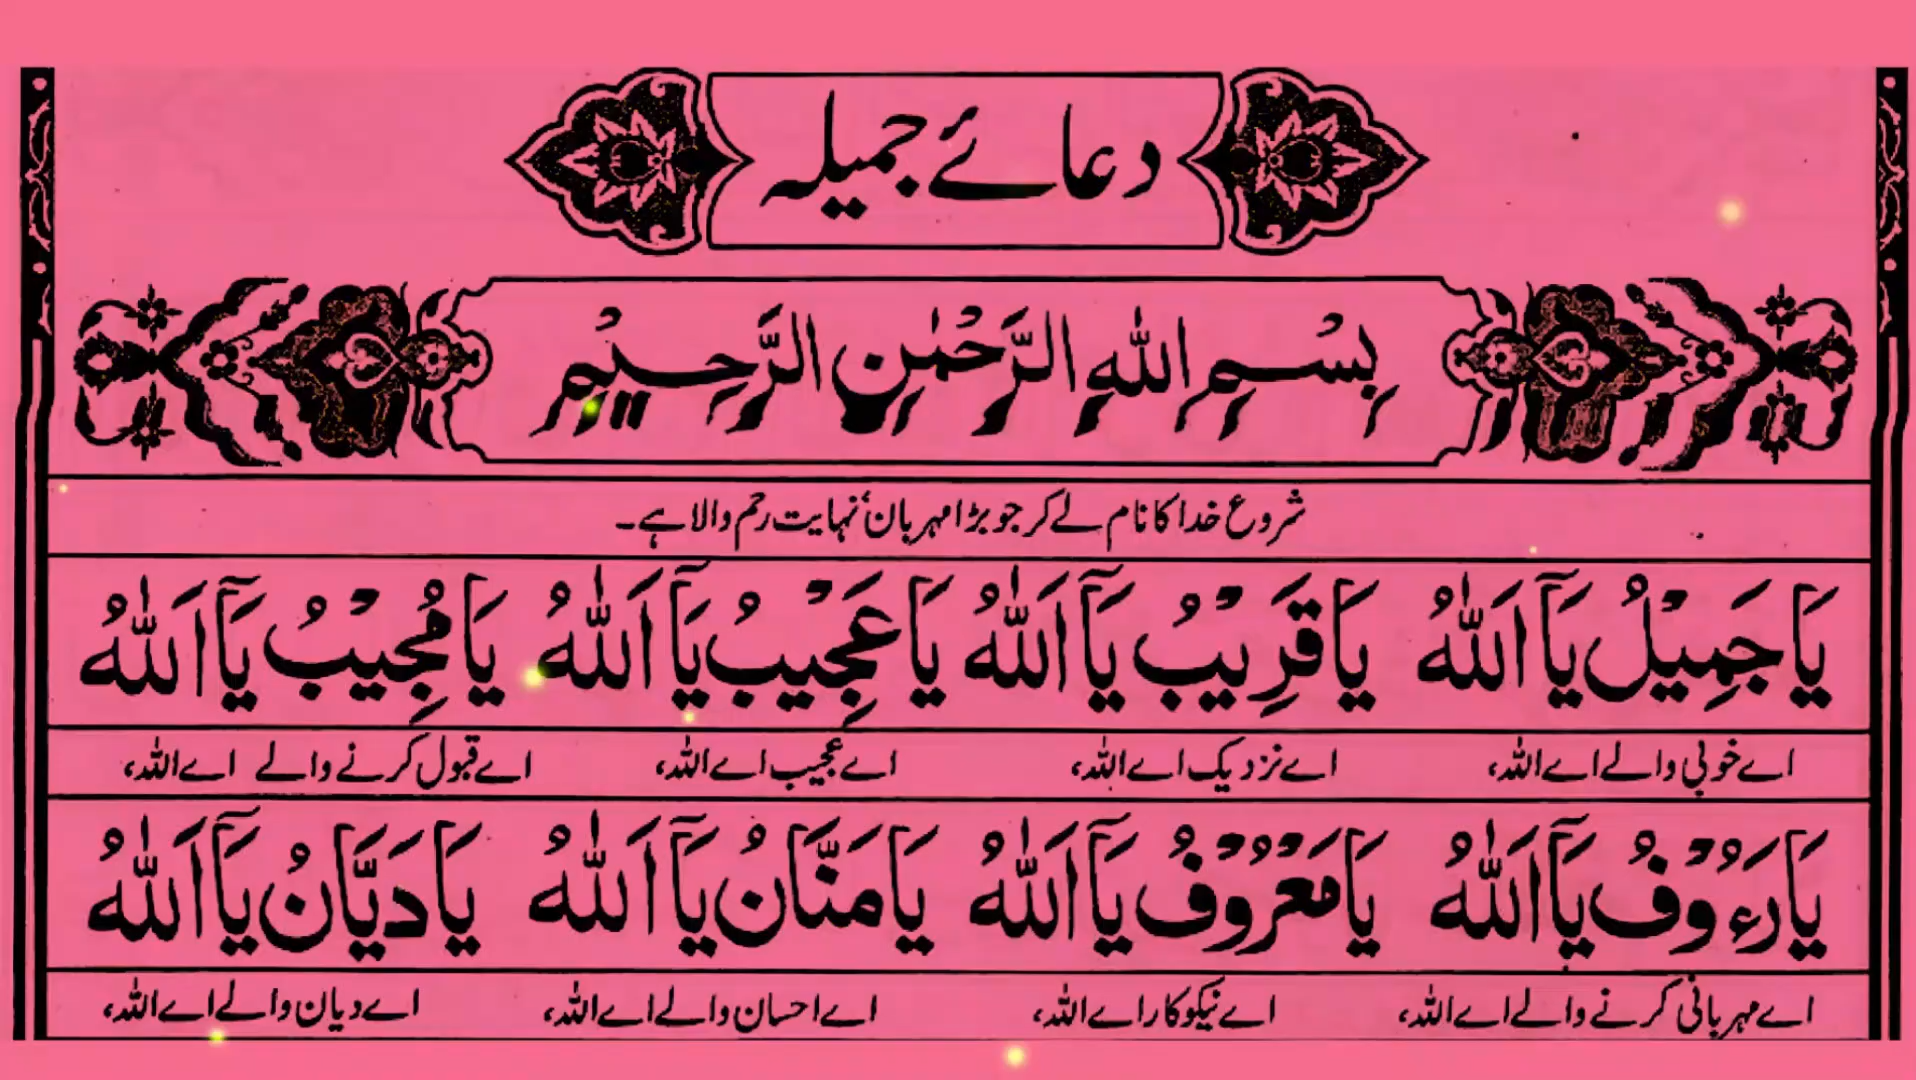 دعائے جمیلہ
بِسْمِ اللهِ الرَّحْمٰنِ الرَّحِيْمِ
شروع خدا کا نام لے کر جو بڑا مہربان، نہایت رحم والا ہے۔
يَا جَمِيْلُ يَآ اَللّٰهُ يَا قَرِيْبُ يَآ اَللّٰهُ يَا عَجِيْبُ يَآ اَللّٰهُ يَا مُجِيْبُ يَآ اَللّٰهُ
اے خوبی والے اے اللہ، اے نزدیک اے اللہ، اے عجیب اے اللہ، اے قبول کرنے والے اے اللہ،
يَا رَءُوْفُ يَآ اَللّٰهُ يَا مَعْرُوْفُ يَآ اَللّٰهُ يَا مَنَّانُ يَآ اَللّٰهُ يَا دَيَّانُ يَآ اَللّٰهُ
اے مہربانی کرنے والے اے اللہ، اے نیکوکار اے اللہ، اے احسان والے اے اللہ، اے دیان والے اے اللہ،